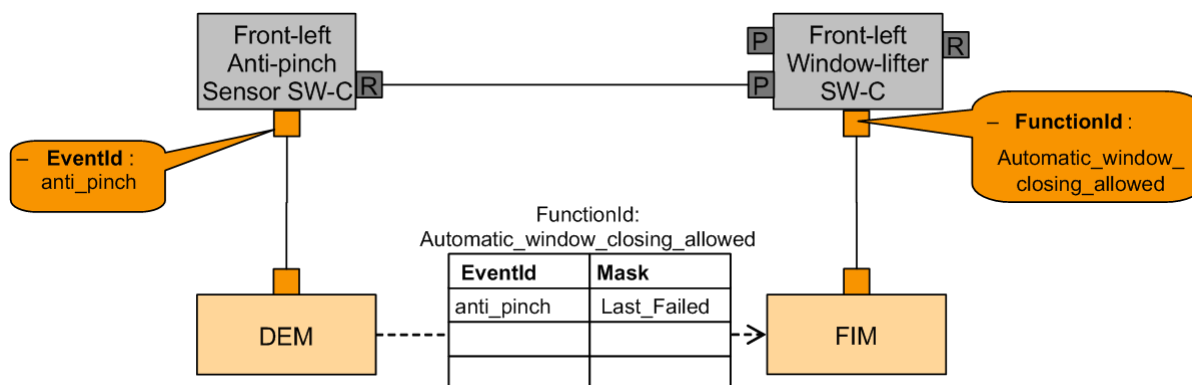 Front-left
Anti-pinch
Sensor SW-C
R
P
P
Front-left
Window-lifter
SW-C
R
– EventId :
anti_pinch
– FunctionId :
Automatic_window_
closing_allowed
FunctionId:
Automatic_window_closing_allowed
EventId Mask
anti_pinch Last_Failed
DEM
FIM